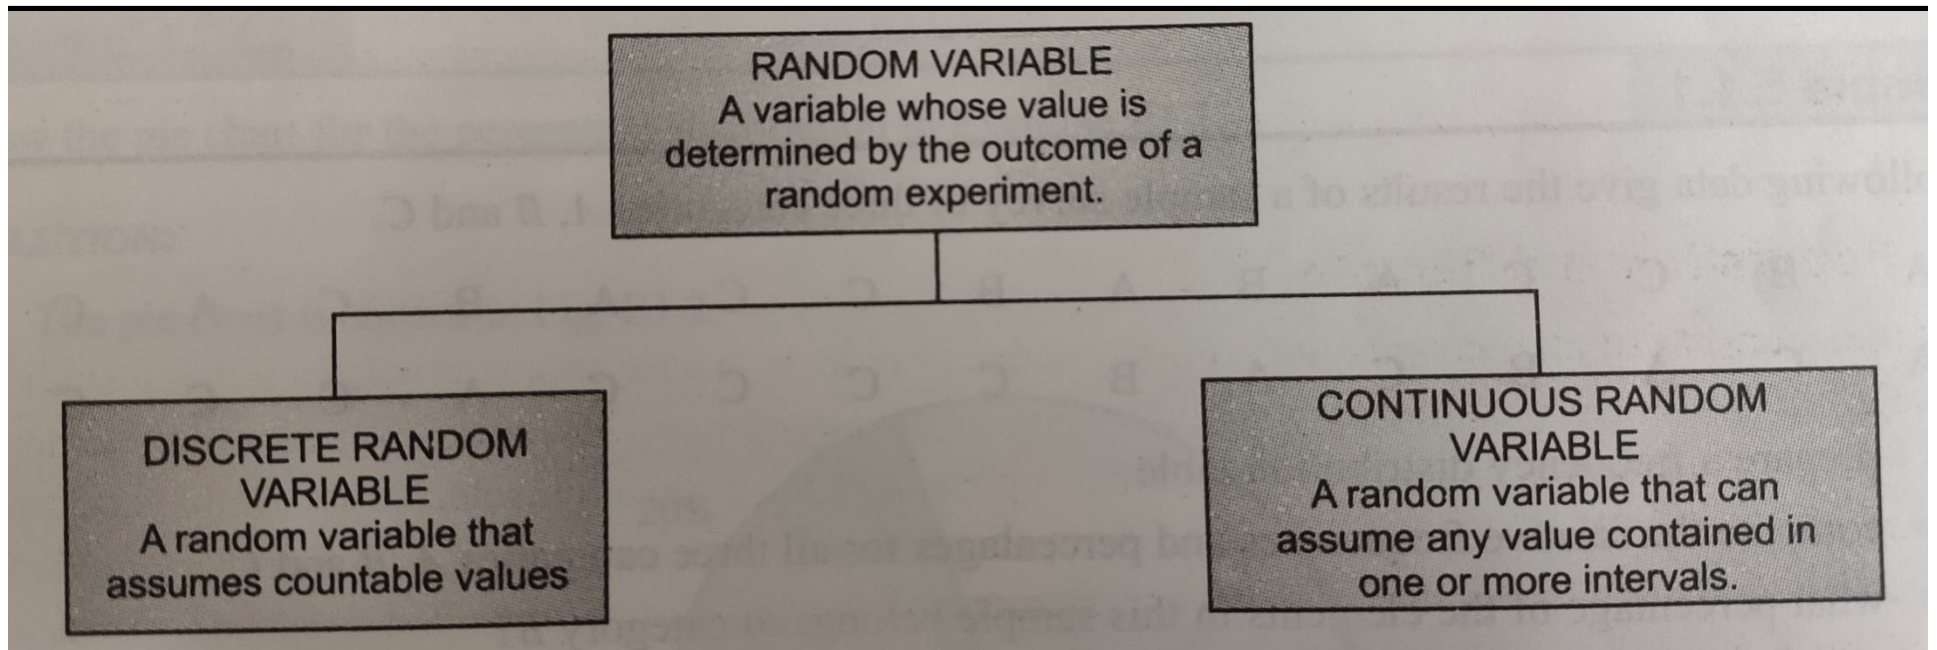 RANDOM VARIABLE
A variable whose value is
determined by the outcome of a
random experiment.
DISCRETE RANDOM
VARIABLE
A random variable that
assumes countable values
CONTINUOUS RANDOM
VARIABLE
A random variable that can
assume any value contained in
one or more intervals.